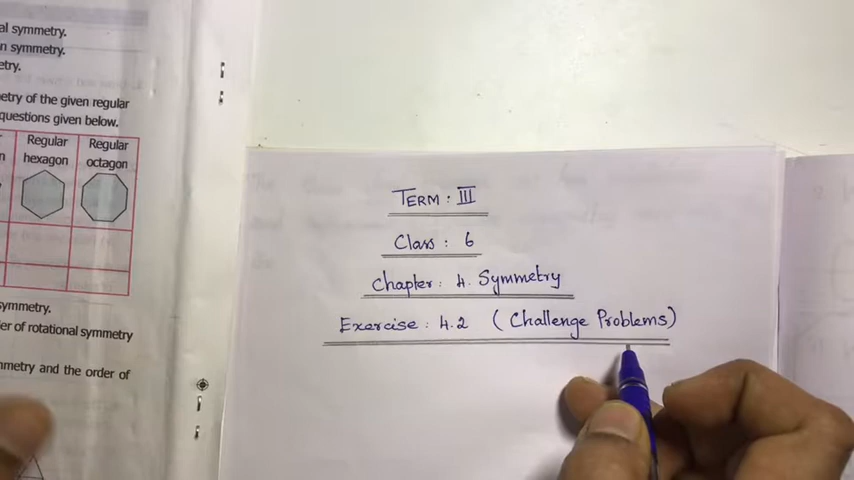 al symmetry.
n symmetry.
etry.
etry of the given regular
questions given below.
Regular hexagon
Regular octagon
n
symmetry.
er of rotational symmetry
mmetry and the order of
TERM : III
Class : 6
Chapter : 4. Symmetry
Exercise : 4.2 ( Challenge Problems)